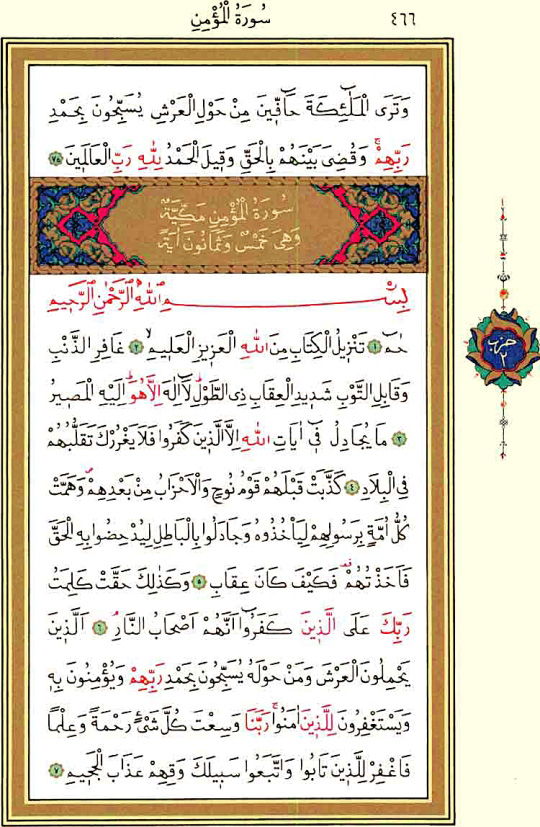 سُورَةُ الْمُؤْمِنِ
٤٦٦
وَتَرَى الْمَلٰٓئِكَةَ حَٓافّ۪ينَ مِنْ حَوْلِ الْعَرْشِ يُسَبِّحُونَ بِحَمْدِ
رَبِّهِمْۚ وَقُضِيَ بَيْنَهُمْ بِالْحَقِّ وَق۪يلَ الْحَمْدُ لِلّٰهِ رَبِّ الْعَالَم۪ينَ ﴿٧٥﴾
سُورَةُ الْمُؤْمِنِ مَكِّيَّةٌ
وَهِيَ خَمْسٌ وَثَمَانُونَ اٰيَةً
بِسْمِ اللّٰهِ الرَّحْمٰنِ الرَّح۪يمِ
حٰمٓ ﴿١﴾ تَنْز۪يلُ الْكِتَابِ مِنَ اللّٰهِ الْعَز۪يزِ الْعَل۪يمِۙ ﴿٢﴾ غَافِرِ الذَّنْبِ
وَقَابِلِ التَّوْبِ شَد۪يدِ الْعِقَابِ ذِي الطَّوْلِۜ لَٓا اِلٰهَ اِلَّا هُوَۜ اِلَيْهِ الْمَص۪يرُ
﴿٣﴾ مَا يُجَادِلُ ف۪ٓي اٰيَاتِ اللّٰهِ اِلَّا الَّذ۪ينَ كَفَرُوا فَلَا يَغْرُرْكَ تَقَلُّبُهُمْ
فِي الْبِلَادِ ﴿٤﴾ كَذَّبَتْ قَبْلَهُمْ قَوْمُ نُوحٍ وَالْاَحْزَابُ مِنْ بَعْدِهِمْۖ وَهَمَّتْ
كُلُّ اُمَّةٍ بِرَسُولِهِمْ لِيَأْخُذُوهُ وَجَادَلُوا بِالْبَاطِلِ لِيُدْحِضُوا بِهِ الْحَقَّ
فَاَخَذْتُهُمْ۠ فَكَيْفَ كَانَ عِقَابِ ﴿٥﴾ وَكَذٰلِكَ حَقَّتْ كَلِمَتُ
رَبِّكَ عَلَى الَّذ۪ينَ كَفَرُٓوا اَنَّهُمْ اَصْحَابُ النَّارِۢ ﴿٦﴾ اَلَّذ۪ينَ
يَحْمِلُونَ الْعَرْشَ وَمَنْ حَوْلَهُ يُسَبِّحُونَ بِحَمْدِ رَبِّهِمْ وَيُؤْمِنُونَ بِه۪
وَيَسْتَغْفِرُونَ لِلَّذ۪ينَ اٰمَنُواۚ رَبَّنَا وَسِعْتَ كُلَّ شَيْءٍ رَحْمَةً وَعِلْمًا
فَاغْفِرْ لِلَّذ۪ينَ تَابُوا وَاتَّبَعُوا سَب۪يلَكَ وَقِهِمْ عَذَابَ الْجَح۪يمِ ﴿٧﴾
حزب
٢